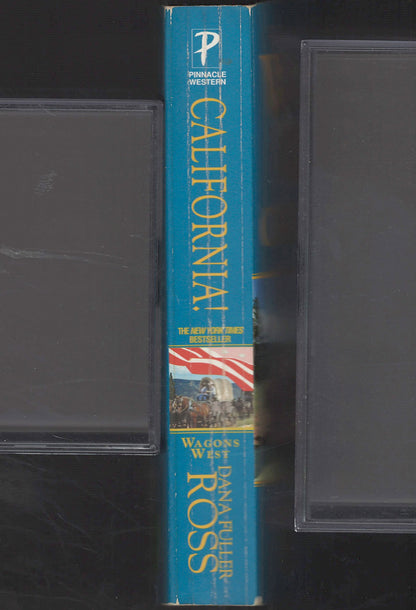 P
PINNACLE
WESTERN
CALIFORNIA!
THE NEW YORK TIMES
BESTSELLER
WAGONS
WEST
DANA FULLER
ROSS